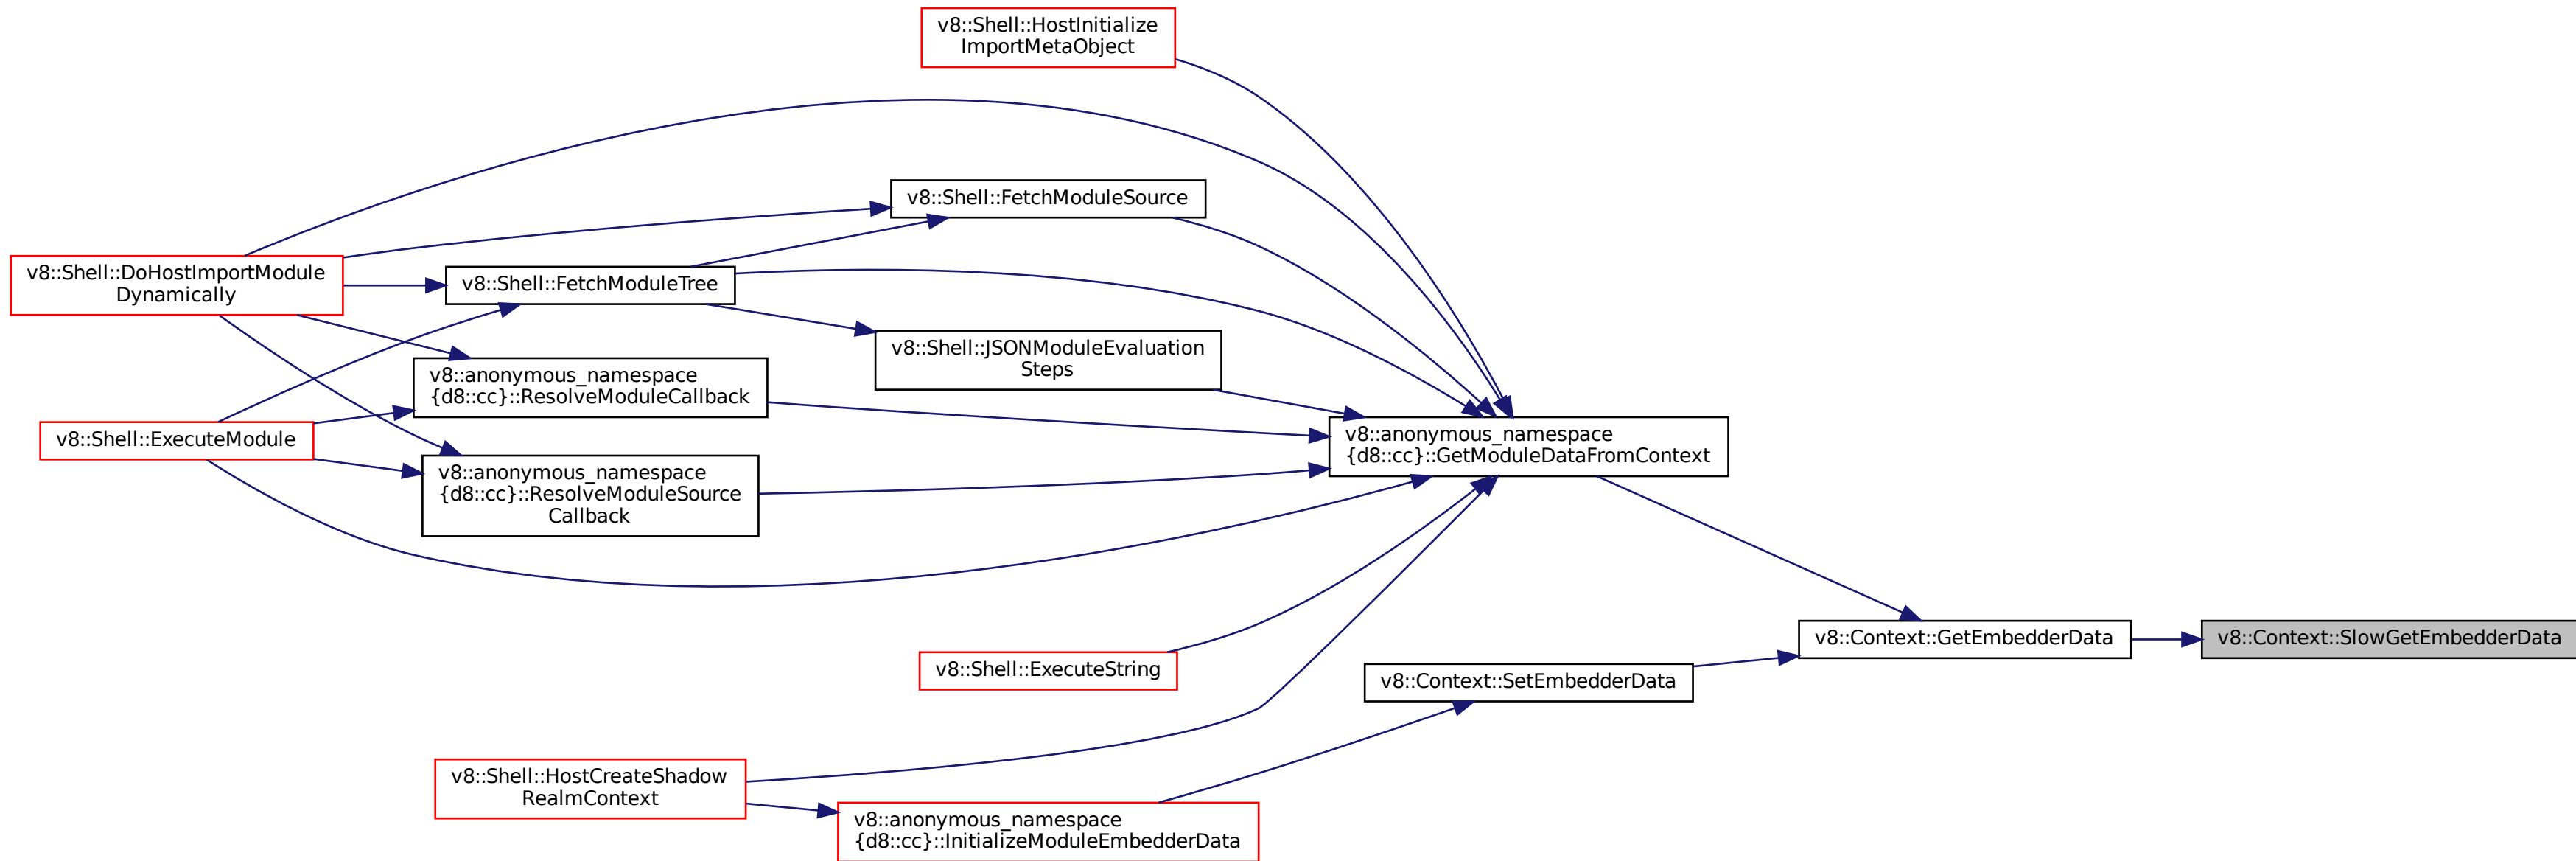 v8::Shell::HostInitialize
ImportMetaObject
v8::Shell::FetchModuleSource
v8::Shell::DoHostImportModule
Dynamically
v8::Shell::FetchModuleTree
v8::Shell::JSONModuleEvaluation
Steps
v8::anonymous_namespace
{d8::cc}::ResolveModuleCallback
v8::Shell::ExecuteModule
v8::anonymous_namespace
{d8::cc}::GetModuleDataFromContext
v8::anonymous_namespace
{d8::cc}::ResolveModuleSource
Callback
v8::Context::GetEmbedderData
v8::Context::SlowGetEmbedderData
v8::Shell::ExecuteString
v8::Context::SetEmbedderData
v8::Shell::HostCreateShadow
RealmContext
v8::anonymous_namespace
{d8::cc}::InitializeModuleEmbedderData